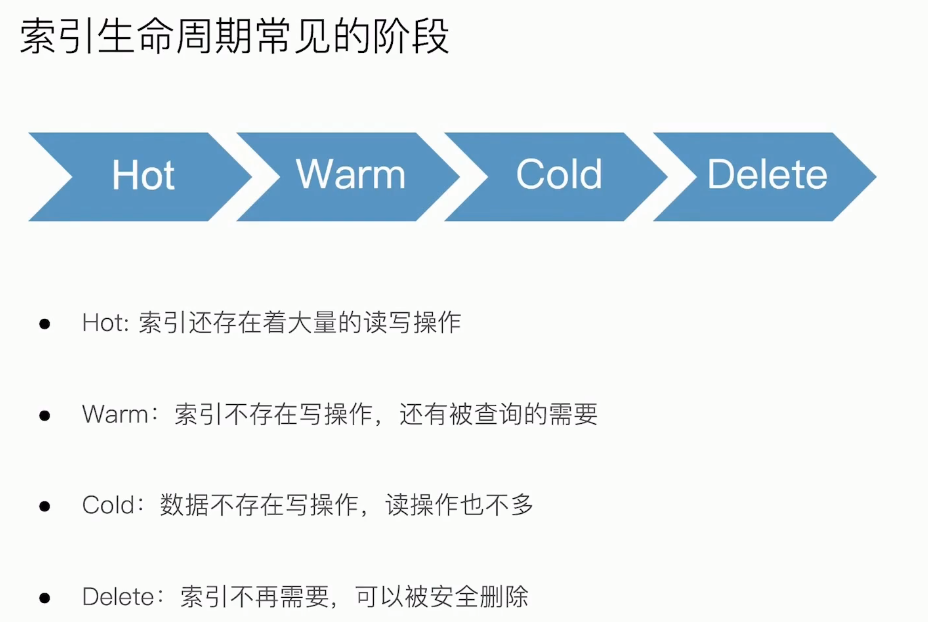 索引生命周期常见的阶段
Hot
Warm
Cold
Delete
Hot: 索引还存在着大量的读写操作
Warm：索引不存在写操作，还有被查询的需要
Cold：数据不存在写操作，读操作也不多
Delete：索引不再需要，可以被安全删除